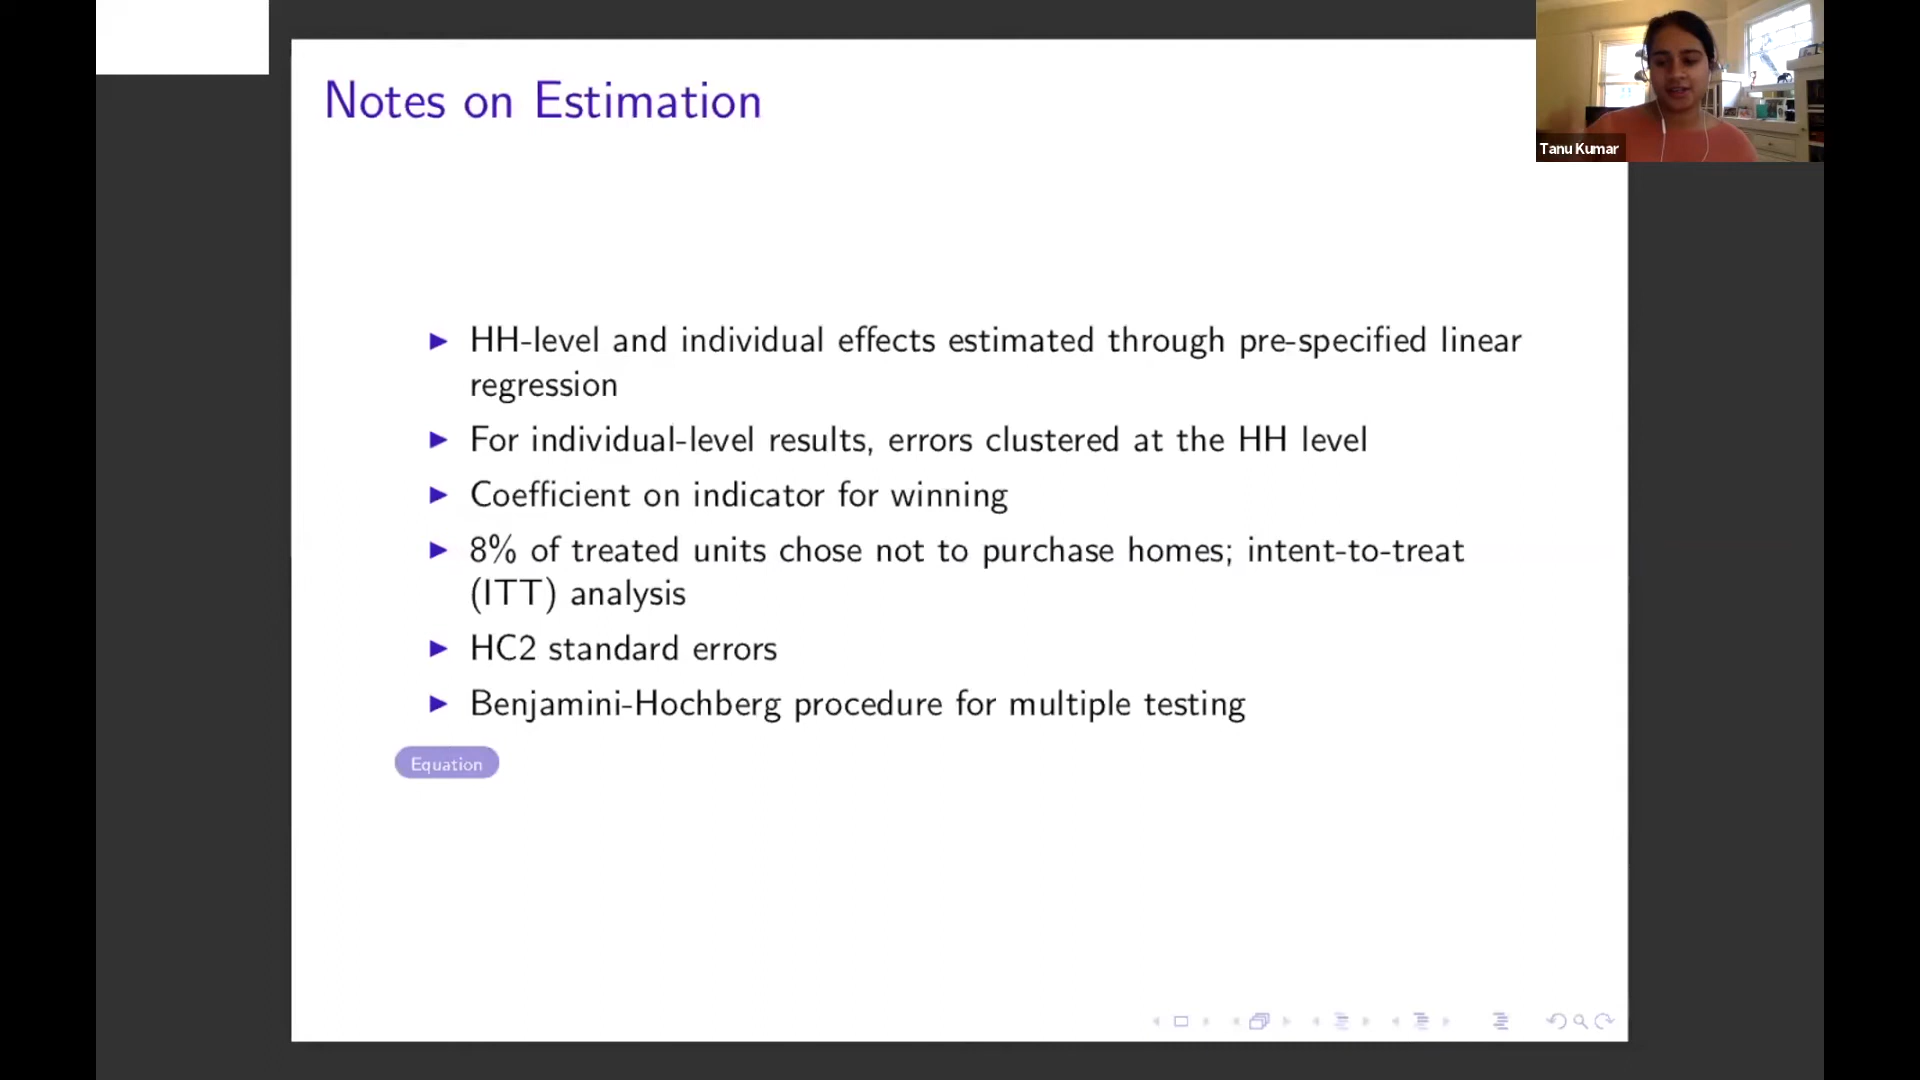 Notes on Estimation
Tanu Kumar
HH-level and individual effects estimated through pre-specified linear
regression
For individual-level results, errors clustered at the HH level
Coefficient on indicator for winning
8% of treated units chose not to purchase homes; intent-to-treat
(ITT) analysis
HC2 standard errors
Benjamini-Hochberg procedure for multiple testing
Equation